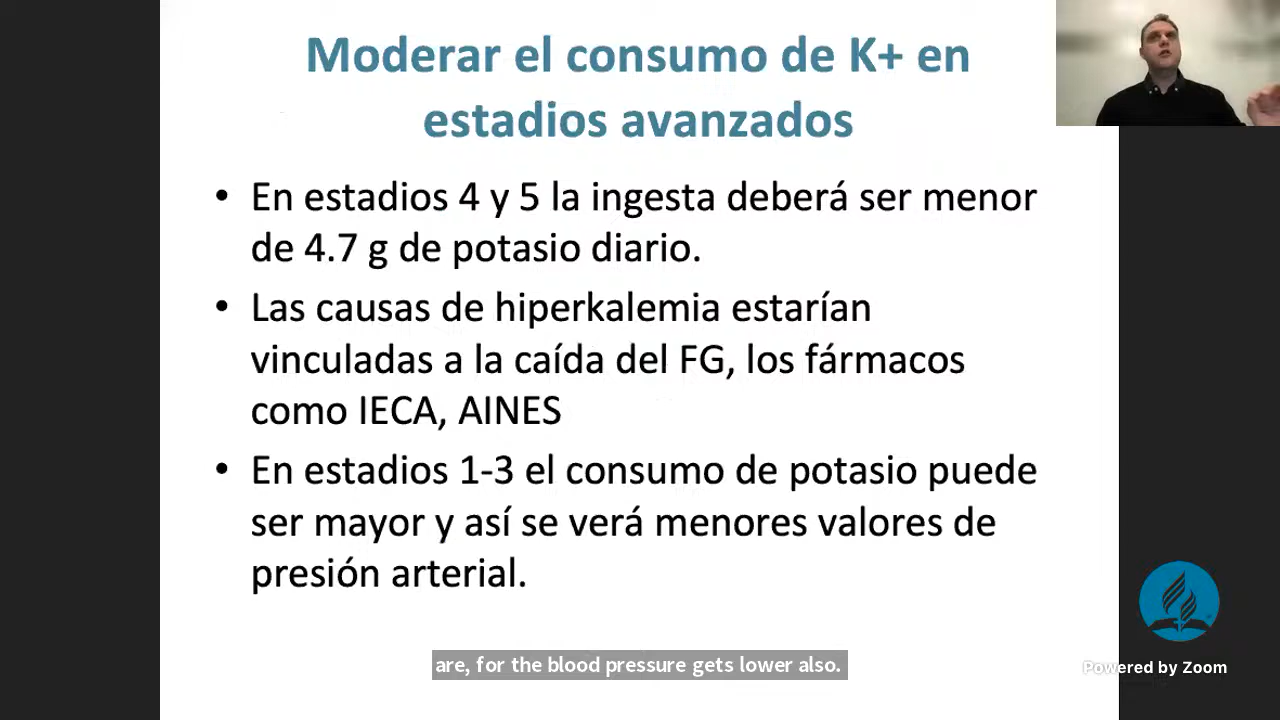 Moderar el consumo de K+ en
estadios avanzados
• En estadios 4 y 5 la ingesta deberá ser menor
de 4.7 g de potasio diario.
• Las causas de hiperkalemia estarían
vinculadas a la caída del FG, los fármacos
como IECA, AINES
• En estadios 1-3 el consumo de potasio puede
ser mayor y así se verá menores valores de
presión arterial.
are, for the blood pressure gets lower also.
Powered by Zoom